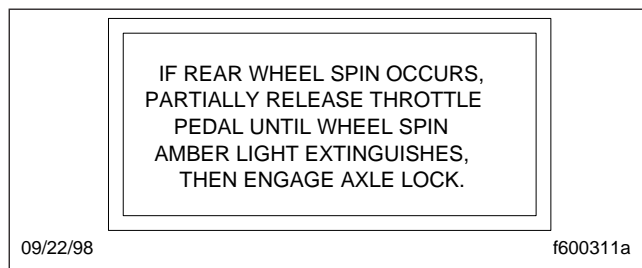 IF REAR WHEEL SPIN OCCURS,
PARTIALLY RELEASE THROTTLE
PEDAL UNTIL WHEEL SPIN
AMBER LIGHT EXTINGUISHES,
THEN ENGAGE AXLE LOCK.
09/22/98 f600311a